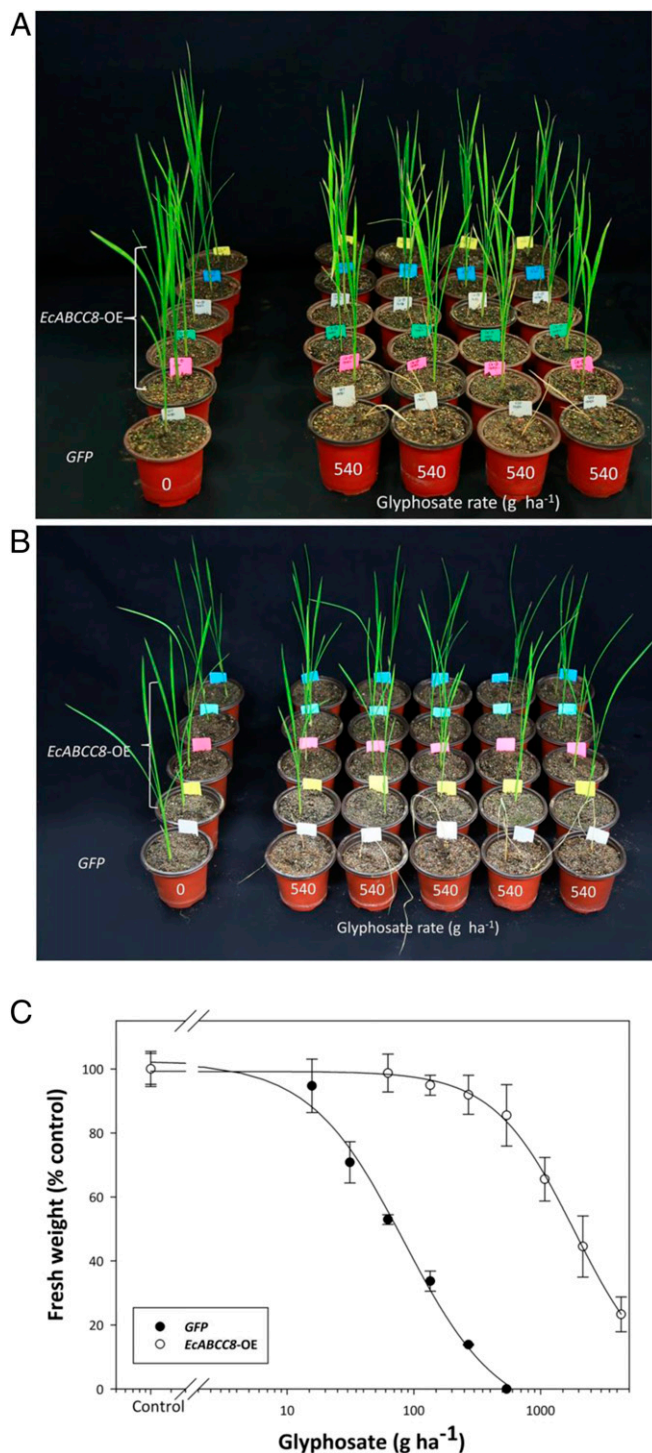 A
EcABCC8-OE
GFP
0
540
540
540
540
Glyphosate rate (g ha-1)
B
EcABCC8-OE
GFP
0
540
540
540
540
540
Glyphosate rate (g ha-1)
C
Fresh weight (% control)
100
80
60
40
20
0
GFP
EcABCC8-OE
Control
10
100
1000
Glyphosate (g ha-1)